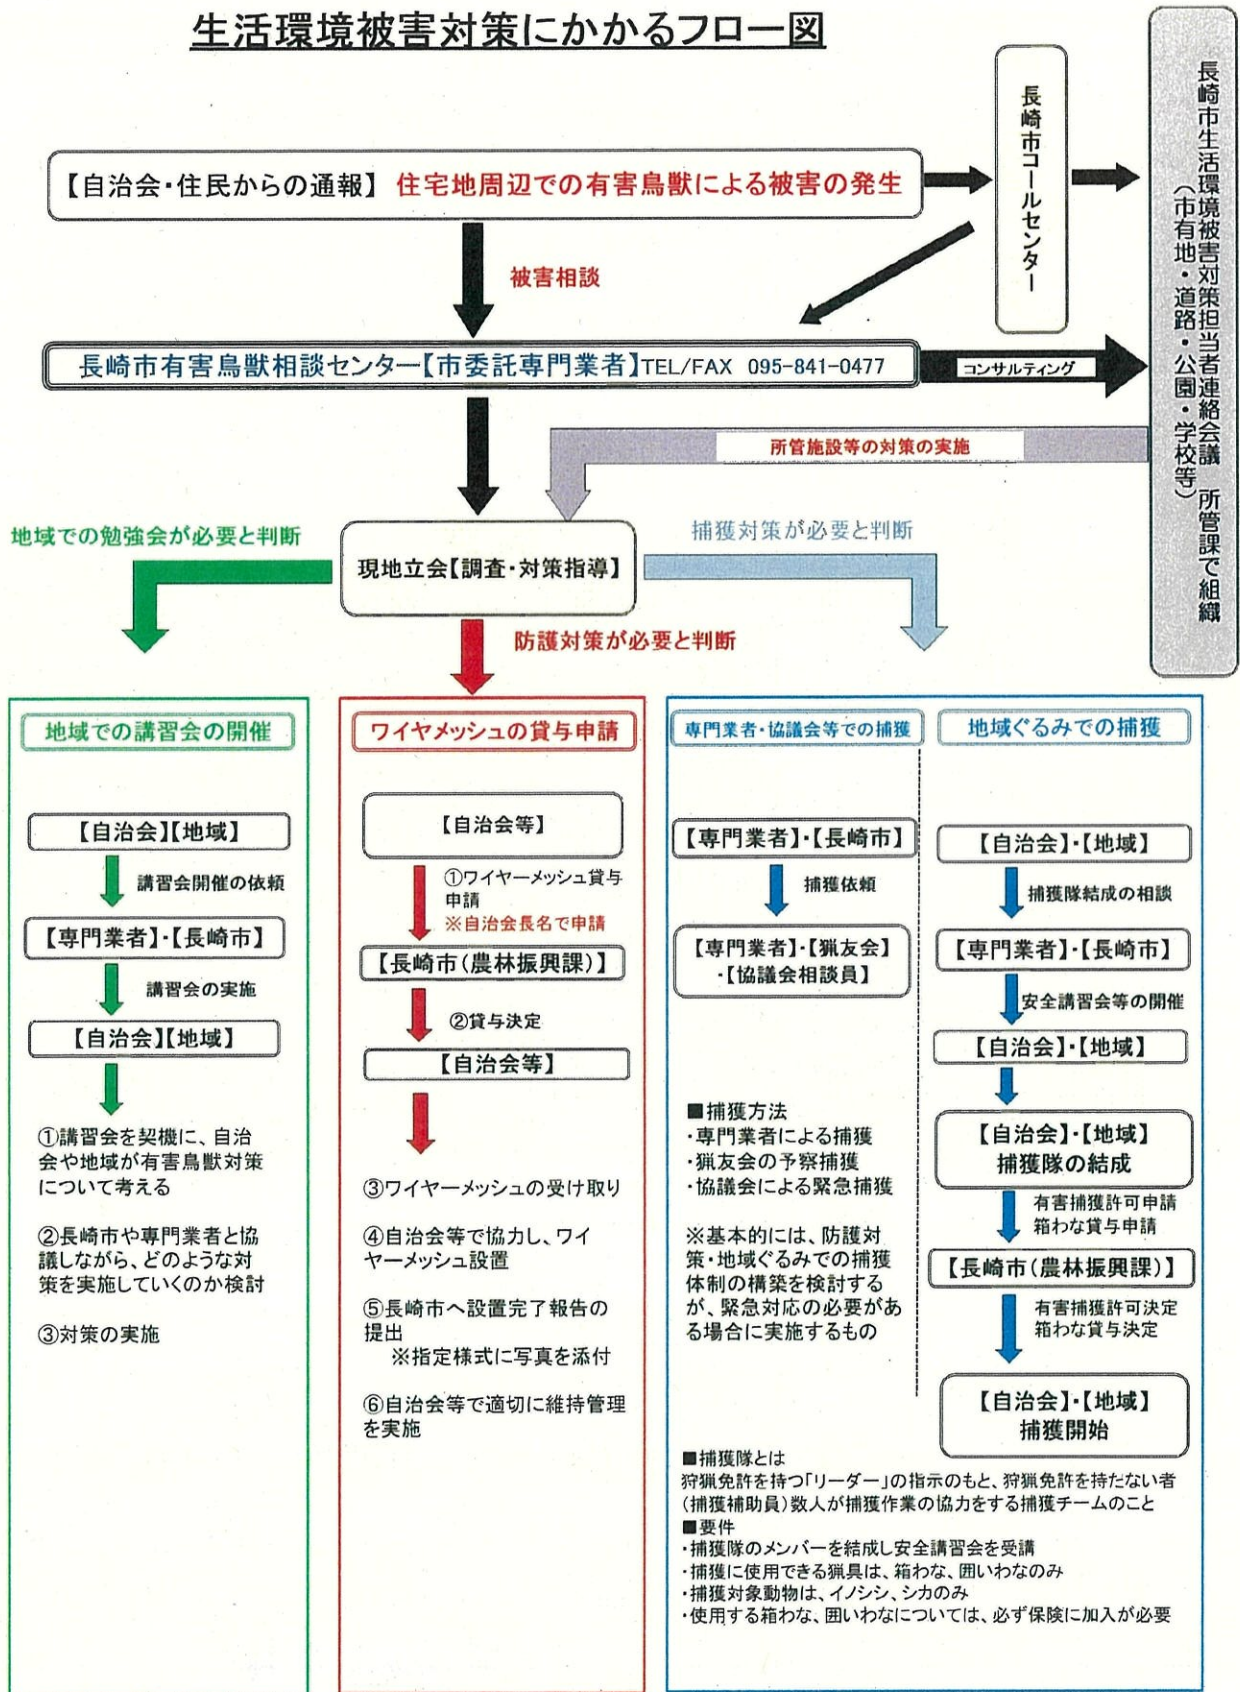 生活環境被害対策にかかるフロー図
長崎市コールセンター
長崎市生活環境被害対策担当者連絡会議　所管課で組織
（市有地・道路・公園・学校等）
【自治会・住民からの通報】 住宅地周辺での有害鳥獣による被害の発生
被害相談
長崎市有害鳥獣相談センター【市委託専門業者】TEL/FAX 095-841-0477
コンサルティング
所管施設等の対策の実施
地域での勉強会が必要と判断
現地立会【調査・対策指導】
捕獲対策が必要と判断
防護対策が必要と判断
地域での講習会の開催
【自治会】【地域】
講習会開催の依頼
【専門業者】・【長崎市】
講習会の実施
【自治会】【地域】
①講習会を契機に、自治
会や地域が有害鳥獣対策
について考える
②長崎市や専門業者と協
議しながら、どのような対
策を実施していくのか検討
③対策の実施
ワイヤメッシュの貸与申請
【自治会等】
①ワイヤーメッシュ貸与
申請
※自治会長名で申請
【長崎市(農林振興課)】
②貸与決定
【自治会等】
③ワイヤーメッシュの受け取り
④自治会等で協力し、ワイ
ヤーメッシュ設置
⑤長崎市へ設置完了報告の
提出
※指定様式に写真を添付
⑥自治会等で適切に維持管理
を実施
専門業者・協議会等での捕獲
【専門業者】・【長崎市】
捕獲依頼
【専門業者】・【猟友会】
・【協議会相談員】
■捕獲方法
・専門業者による捕獲
・猟友会の予察捕獲
・協議会による緊急捕獲
※基本的には、防護対
策・地域ぐるみでの捕獲
体制の構築を検討する
が、緊急対応の必要があ
る場合に実施するもの
地域ぐるみでの捕獲
【自治会】・【地域】
捕獲隊結成の相談
【専門業者】・【長崎市】
安全講習会等の開催
【自治会】・【地域】
【自治会】・【地域】
捕獲隊の結成
有害捕獲許可申請
箱わな貸与申請
【長崎市(農林振興課)】
有害捕獲許可決定
箱わな貸与決定
【自治会】・【地域】
捕獲開始
■捕獲隊とは
狩猟免許を持つ「リーダー」の指示のもと、狩猟免許を持たない者
(捕獲補助員)数人が捕獲作業の協力をする捕獲チームのこと
■要件
・捕獲隊のメンバーを結成し安全講習会を受講
・捕獲に使用できる猟具は、箱わな、囲いわなのみ
・捕獲対象動物は、イノシシ、シカのみ
・使用する箱わな、囲いわなについては、必ず保険に加入が必要